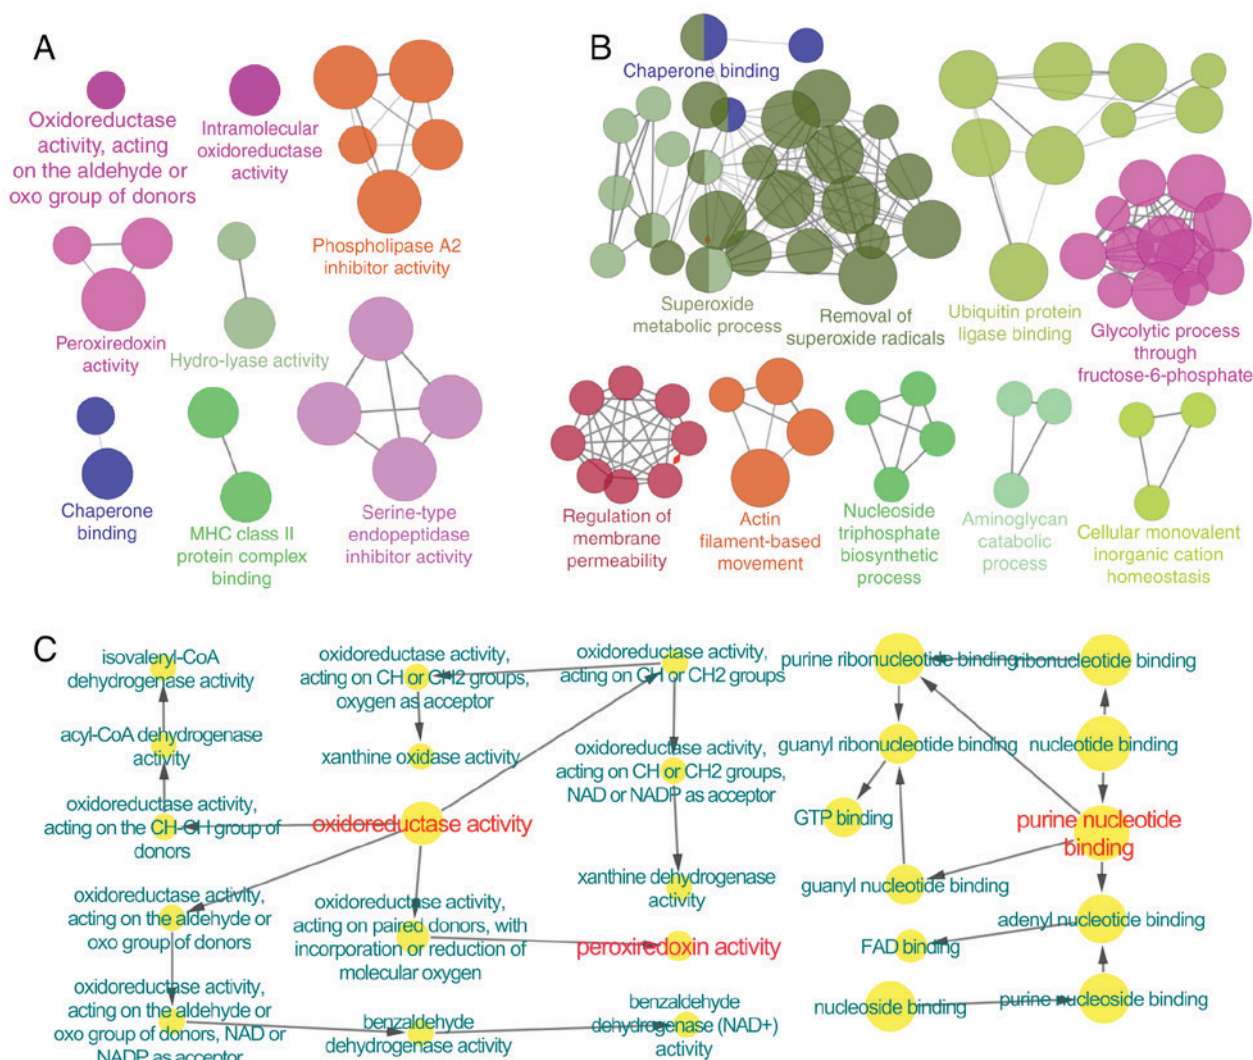 A
Oxidoreductase
activity, acting
on the aldehyde or
oxo group of donors
Intramolecular
oxidoreductase
activity
Phospholipase A2
inhibitor activity
Peroxiredoxin
activity
Hydro-lyase activity
Chaperone
binding
MHC class II
protein complex
binding
Serine-type
endopeptidase
inhibitor activity
B
Chaperone binding
Superoxide
metabolic process
Removal of
superoxide radicals
Ubiquitin protein
ligase binding
Glycolytic process
through
fructose-6-phosphate
Regulation of
membrane
permeability
Actin
filament-based
movement
Nucleoside
triphosphate
biosynthetic
process
Aminoglycan
catabolic
process
Cellular monovalent
inorganic cation
homeostasis
C
isovaleryl-CoA
dehydrogenase activity
acyl-CoA dehydrogenase
activity
oxidoreductase activity,
acting on the CH-CH group of
donors
oxidoreductase activity,
acting on the aldehyde or
oxo group of donors
oxidoreductase activity,
acting on the aldehyde or
oxo group of donors, NAD or
NADP as acceptor
oxidoreductase activity,
acting on CH or CH2 groups,
oxygen as acceptor
xanthine oxidase activity
oxidoreductase activity
oxidoreductase activity,
acting on paired donors, with
incorporation or reduction of
molecular oxygen
benzaldehyde
dehydrogenase activity
oxidoreductase activity,
acting on CH or CH2 groups
oxidoreductase activity,
acting on CH or CH2 groups,
NAD or NADP as acceptor
xanthine dehydrogenase
activity
peroxiredoxin activity
benzaldehyde
dehydrogenase (NAD+)
activity
purine ribonucleotide binding
ribonucleotide binding
guanyl ribonucleotide binding
nucleotide binding
GTP binding
purine nucleotide
binding
guanyl nucleotide binding
adenyl nucleotide binding
FAD binding
nucleoside binding
purine nucleoside binding